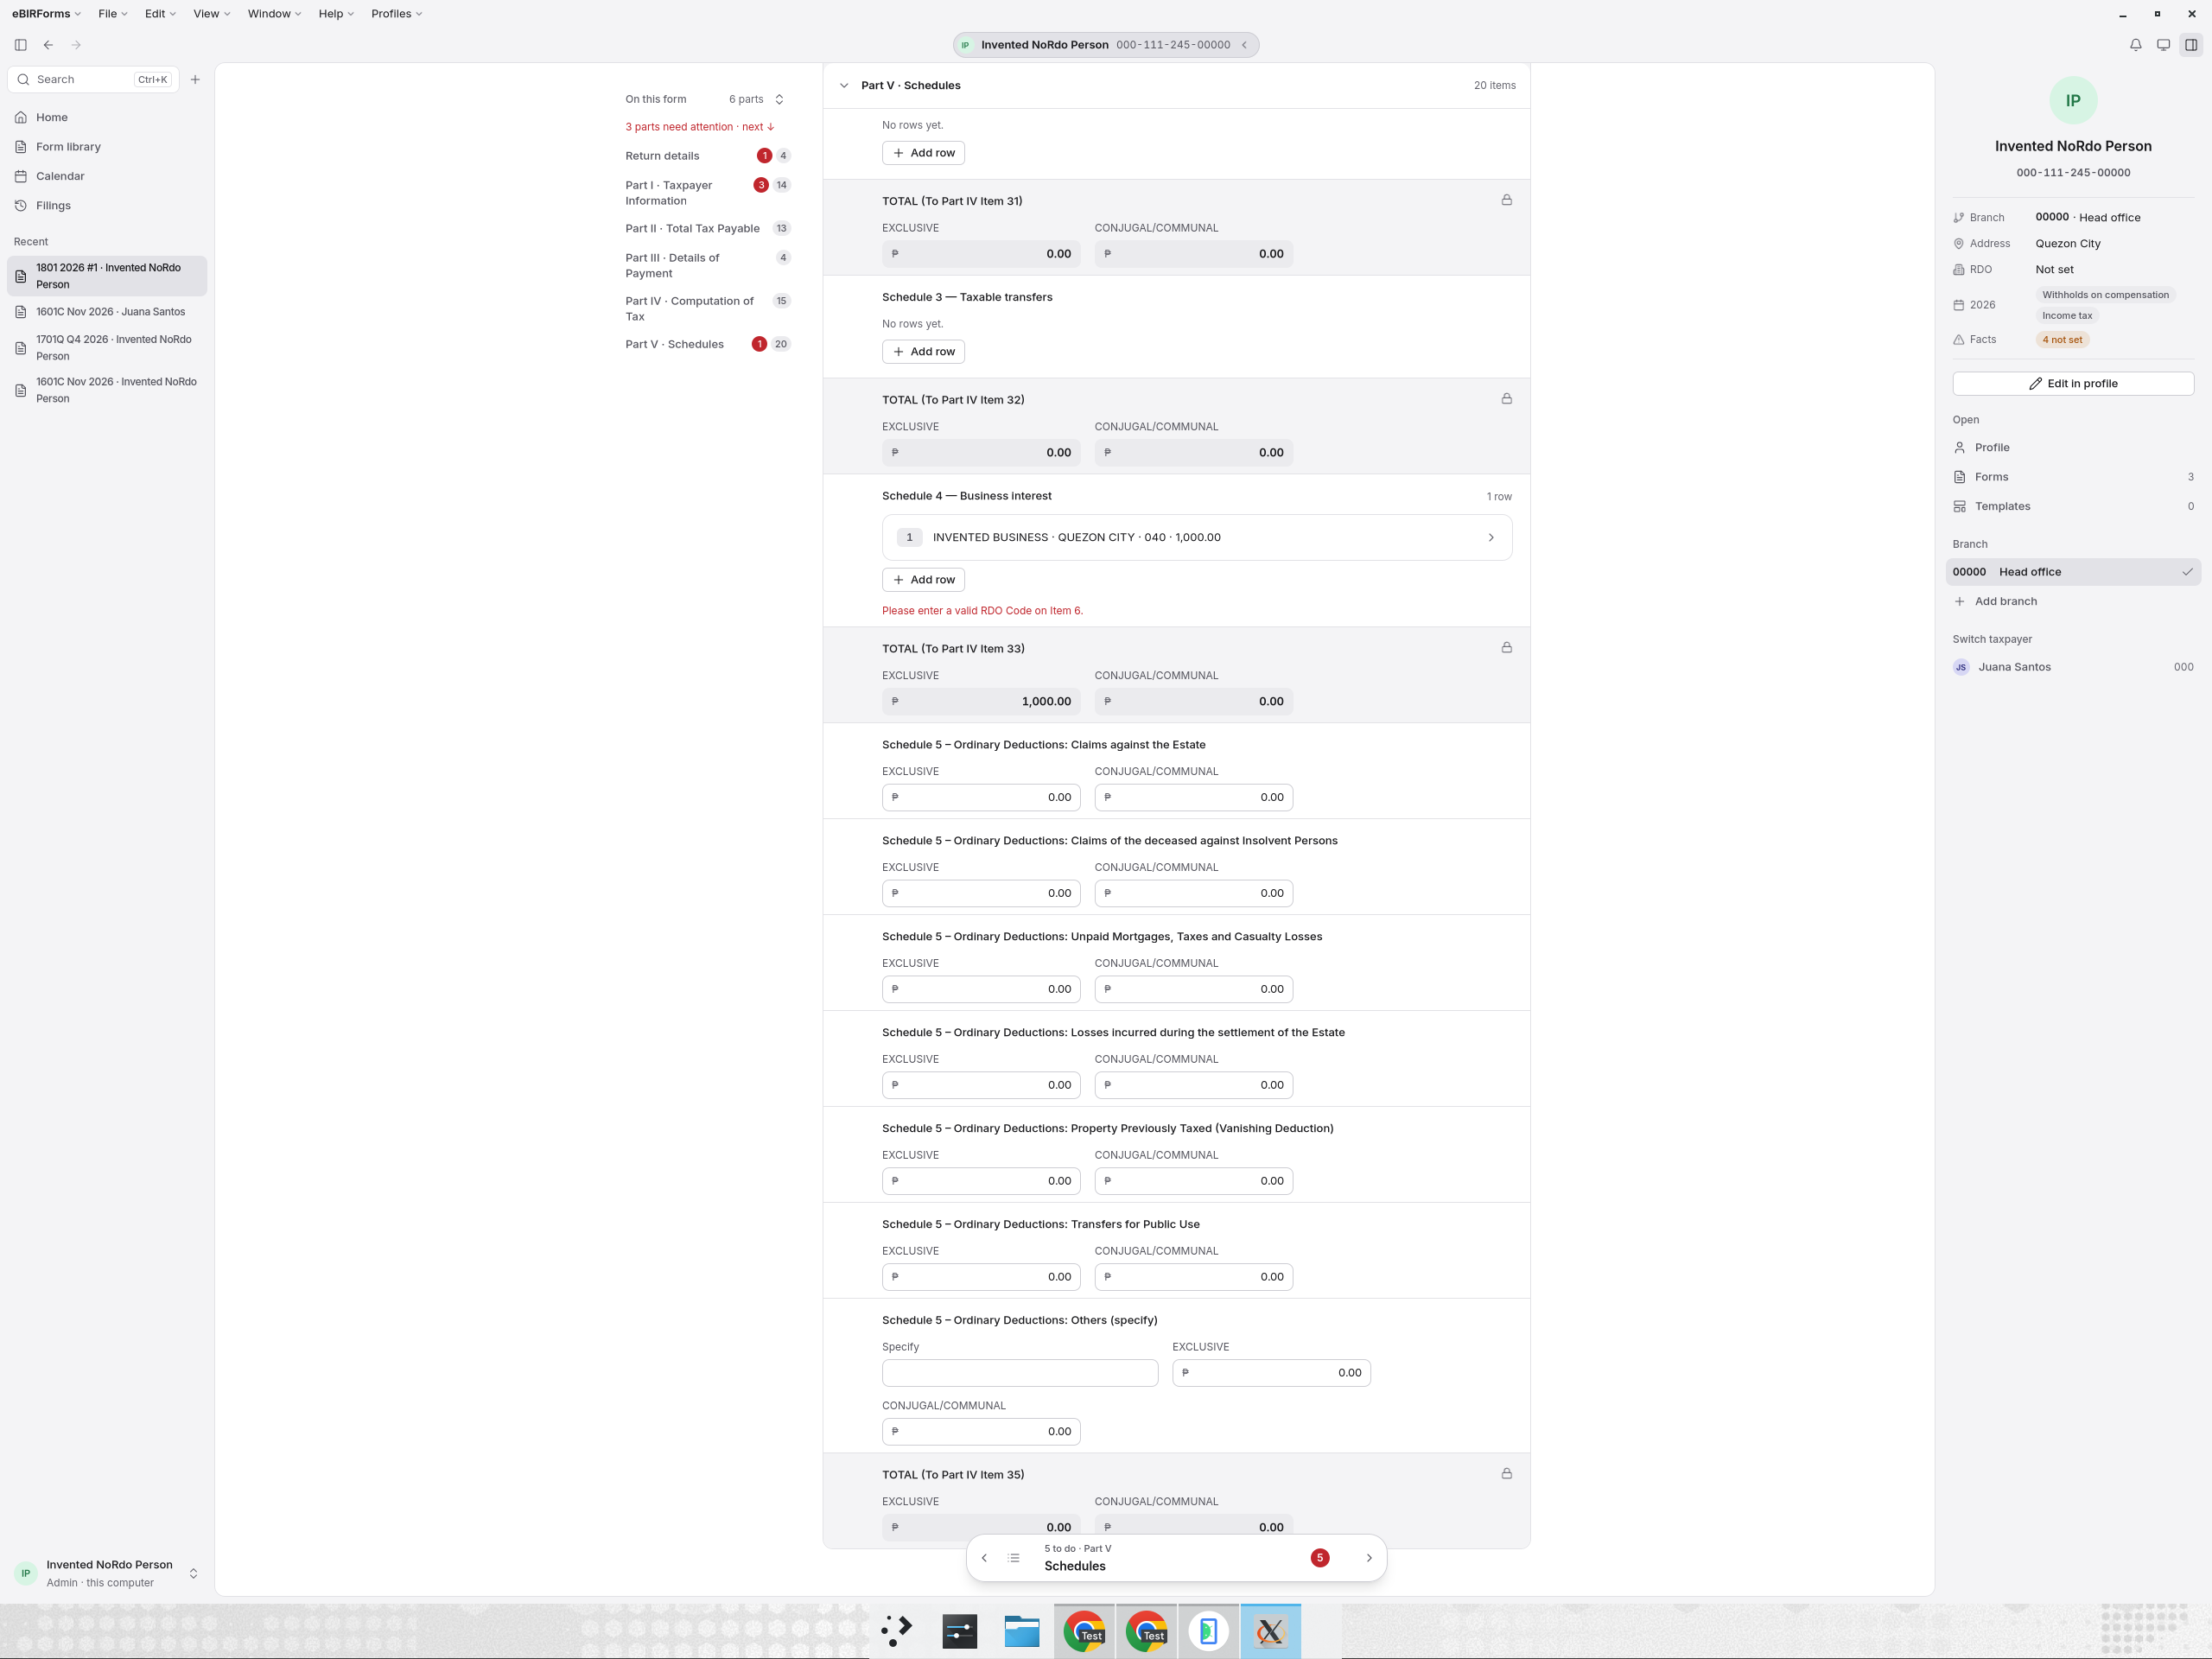 eBIRForms File Edit View Window Help Profiles
IP Invented NoRdo Person 000-111-245-00000
Search Ctrl+K
Home
Form library
Calendar
Filings
Recent
1801 2026 #1 · Invented NoRdo
Person
1601C Nov 2026 · Juana Santos
1701Q Q4 2026 · Invented NoRdo
Person
1601C Nov 2026 · Invented NoRdo
Person
IP Invented NoRdo Person
Admin · this computer
On this form 6 parts
3 parts need attention · next ↓
Return details 1 4
Part I · Taxpayer
Information 3 14
Part II · Total Tax Payable 13
Part III · Details of
Payment 4
Part IV · Computation of
Tax 15
Part V · Schedules 1 20
Part V · Schedules 20 items
No rows yet.
Add row
TOTAL (To Part IV Item 31)
EXCLUSIVE CONJUGAL/COMMUNAL
₱ 0.00 ₱ 0.00
Schedule 3 — Taxable transfers
No rows yet.
Add row
TOTAL (To Part IV Item 32)
EXCLUSIVE CONJUGAL/COMMUNAL
₱ 0.00 ₱ 0.00
Schedule 4 — Business interest 1 row
1 INVENTED BUSINESS · QUEZON CITY · 040 · 1,000.00
Add row
Please enter a valid RDO Code on Item 6.
TOTAL (To Part IV Item 33)
EXCLUSIVE CONJUGAL/COMMUNAL
₱ 1,000.00 ₱ 0.00
Schedule 5 – Ordinary Deductions: Claims against the Estate
EXCLUSIVE CONJUGAL/COMMUNAL
₱ 0.00 ₱ 0.00
Schedule 5 – Ordinary Deductions: Claims of the deceased against Insolvent Persons
EXCLUSIVE CONJUGAL/COMMUNAL
₱ 0.00 ₱ 0.00
Schedule 5 – Ordinary Deductions: Unpaid Mortgages, Taxes and Casualty Losses
EXCLUSIVE CONJUGAL/COMMUNAL
₱ 0.00 ₱ 0.00
Schedule 5 – Ordinary Deductions: Losses incurred during the settlement of the Estate
EXCLUSIVE CONJUGAL/COMMUNAL
₱ 0.00 ₱ 0.00
Schedule 5 – Ordinary Deductions: Property Previously Taxed (Vanishing Deduction)
EXCLUSIVE CONJUGAL/COMMUNAL
₱ 0.00 ₱ 0.00
Schedule 5 – Ordinary Deductions: Transfers for Public Use
EXCLUSIVE CONJUGAL/COMMUNAL
₱ 0.00 ₱ 0.00
Schedule 5 – Ordinary Deductions: Others (specify)
Specify EXCLUSIVE
₱ 0.00
CONJUGAL/COMMUNAL
₱ 0.00
TOTAL (To Part IV Item 35)
EXCLUSIVE CONJUGAL/COMMUNAL
₱ 0.00 ₱ 0.00
5 to do · Part V
Schedules 5
IP
Invented NoRdo Person
000-111-245-00000
Branch 00000 · Head office
Address Quezon City
RDO Not set
2026 Withholds on compensation
Income tax
Facts 4 not set
Edit in profile
Open
Profile
Forms 3
Templates 0
Branch
00000 Head office
Add branch
Switch taxpayer
JS Juana Santos 000
Test
Test